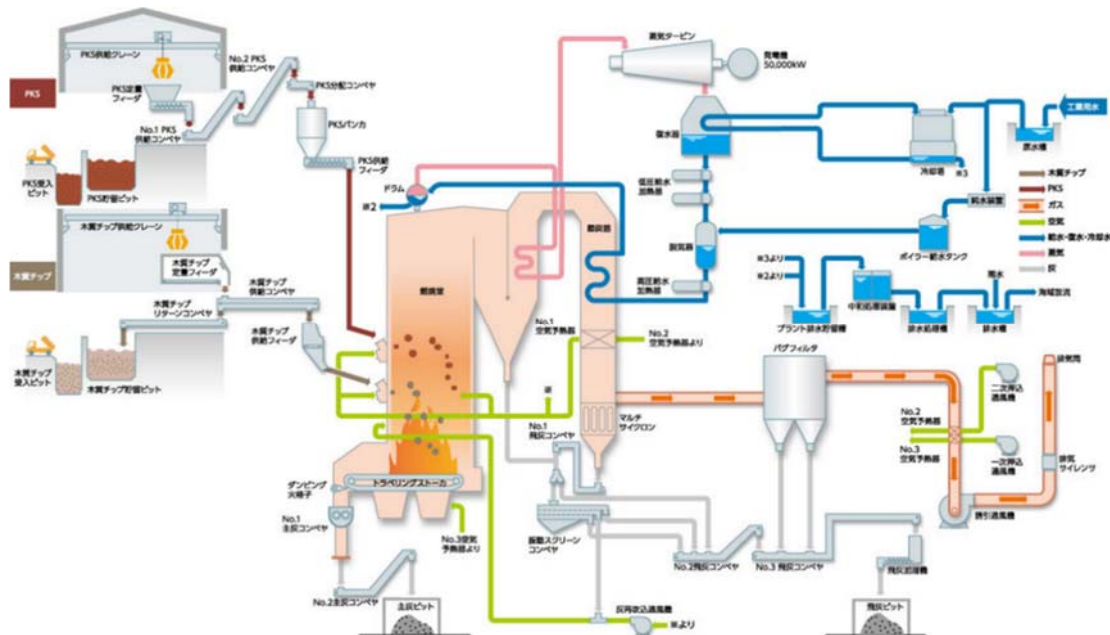 PKS供給クレーン
No.2 PKS
供給コンベヤ
PKS
PKS定量
フィーダ
PKS分配コンベヤ
No.1 PKS
供給コンベヤ
PKSバンカ
PKS供給
フィーダ
PKS受入
ピット
PKS貯留ピット
木質チップ供給クレーン
木質チップ
木質チップ
定量フィーダ
木質チップ
供給コンベヤ
木質チップ
リターンコンベヤ
木質チップ
供給フィーダ
木質チップ
受入ピット
木質チップ貯留ピット
蒸気タービン
発電機
50,000kW
復水器
冷却塔
原水槽
工業用水
※3
低圧給水
加熱器
脱気器
高圧給水
加熱器
純水装置
ボイラー給水タンク
木質チップ
PKS
ガス
空気
給水・復水・冷却水
蒸気
灰
ドラム
※2
燃焼室
節炭器
No.1
空気予熱器
No.2
空気予熱器より
※3より
※2より
プラント排水貯留槽
中和処理装置
排水処理槽
雨水
排水槽
海域放流
バグフィルタ
マルチ
サイクロン
※
No.1
飛灰コンベヤ
排気筒
二次押込
通風機
No.2
空気予熱器
No.3
空気予熱器
一次押込
通風機
排気
サイレンサ
誘引通風機
ダンピング
火格子
トラベリングストーカ
No.1
主灰コンベヤ
No.3空気
予熱器より
振動スクリーン
コンベヤ
No.2飛灰コンベヤ
No.3 飛灰コンベヤ
飛灰処理機
No.2主灰コンベヤ
主灰ピット
灰再吹込通風機
※より
飛灰ピット